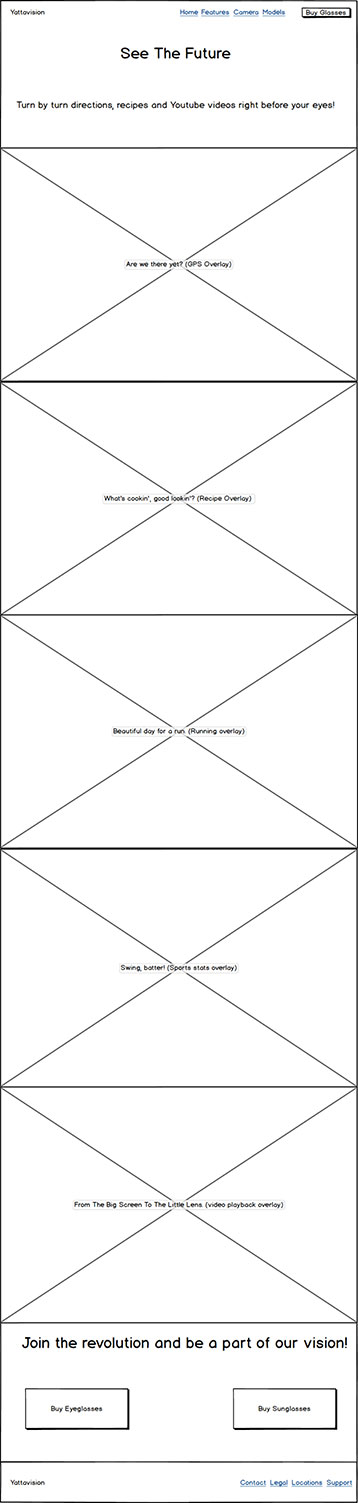 Yattavision Home Features Camera Models Buy Glasses
See The Future
Turn by turn directions, recipes and Youtube videos right before your eyes!
Are we there yet? (GPS Overlay)
What's cookin', good lookin'? (Recipe Overlay)
Beautiful day for a run. (Running overlay)
Swing, batter! (Sports stats overlay)
From The Big Screen To The Little Lens. (video playback overlay)
Join the revolution and be a part of our vision!
Buy Eyeglasses Buy Sunglasses
Yattavision Contact Legal Locations Support